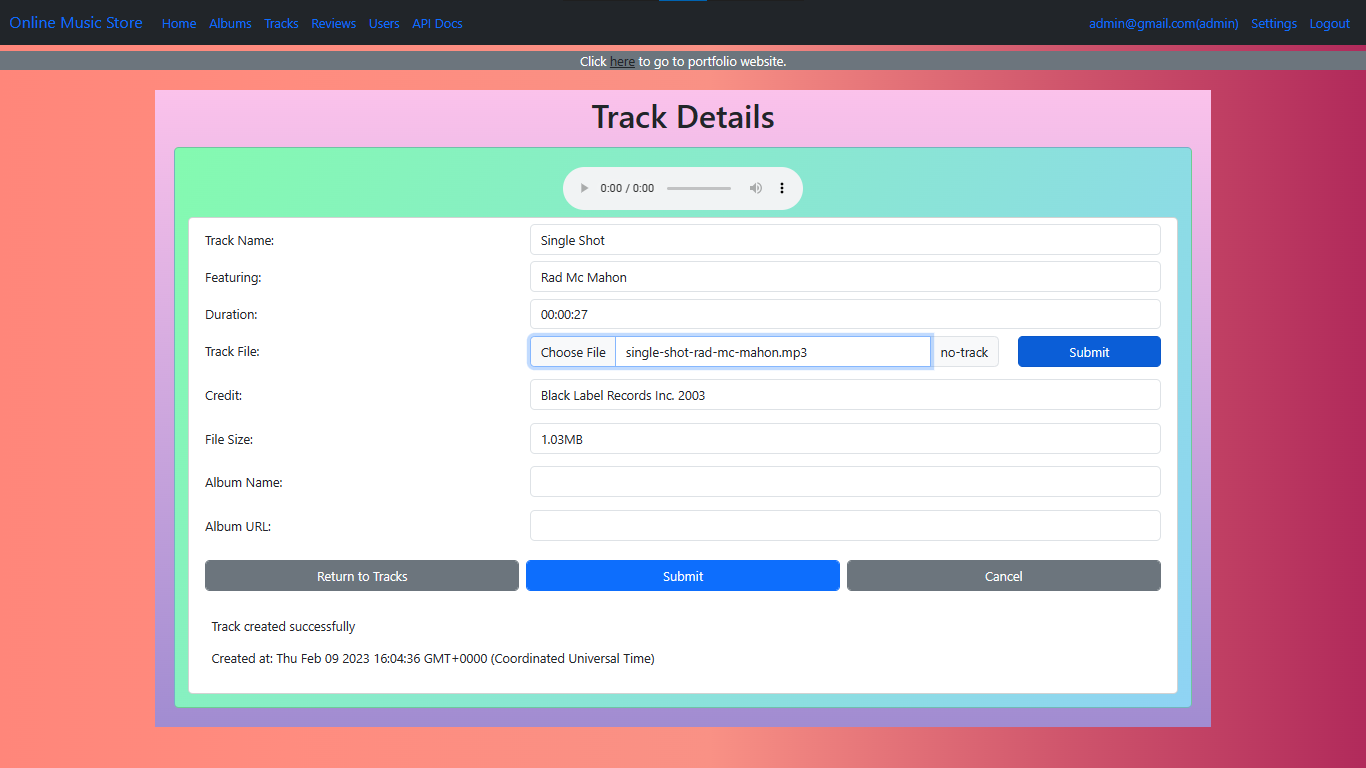 Online Music Store Home Albums Tracks Reviews Users API Docs admin@gmail.com(admin) Settings Logout
Click here to go to portfolio website.
Track Details
0:00 / 0:00
Track Name: Single Shot
Featuring: Rad Mc Mahon
Duration: 00:00:27
Track File: Choose File single-shot-rad-mc-mahon.mp3 no-track Submit
Credit: Black Label Records Inc. 2003
File Size: 1.03MB
Album Name:
Album URL:
Return to Tracks Submit Cancel
Track created successfully
Created at: Thu Feb 09 2023 16:04:36 GMT+0000 (Coordinated Universal Time)